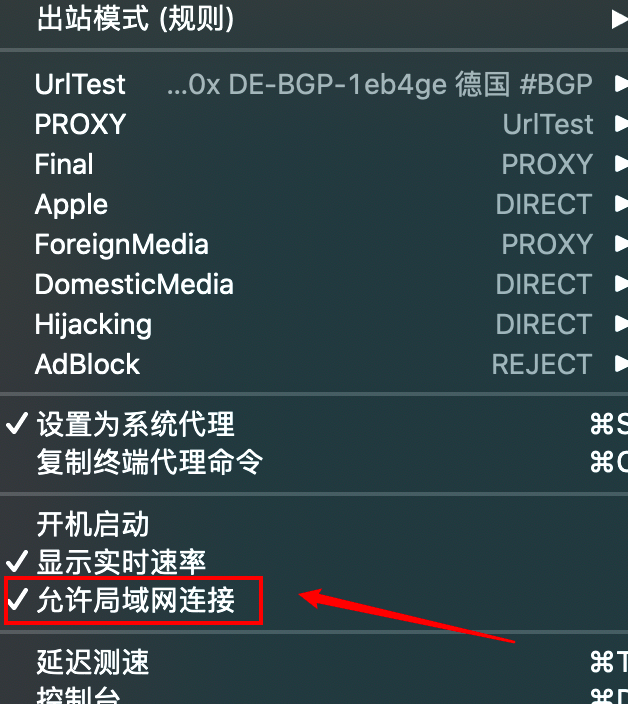 出站模式 (规则)
UrlTest ...0x DE-BGP-1eb4ge 德国 #BGP
PROXY UrlTest
Final PROXY
Apple DIRECT
ForeignMedia PROXY
DomesticMedia DIRECT
Hijacking DIRECT
AdBlock REJECT
设置为系统代理 ⌘S
复制终端代理命令 ⌘C
开机启动
显示实时速率
允许局域网连接
延迟测速 ⌘T
控制台 ⌘D